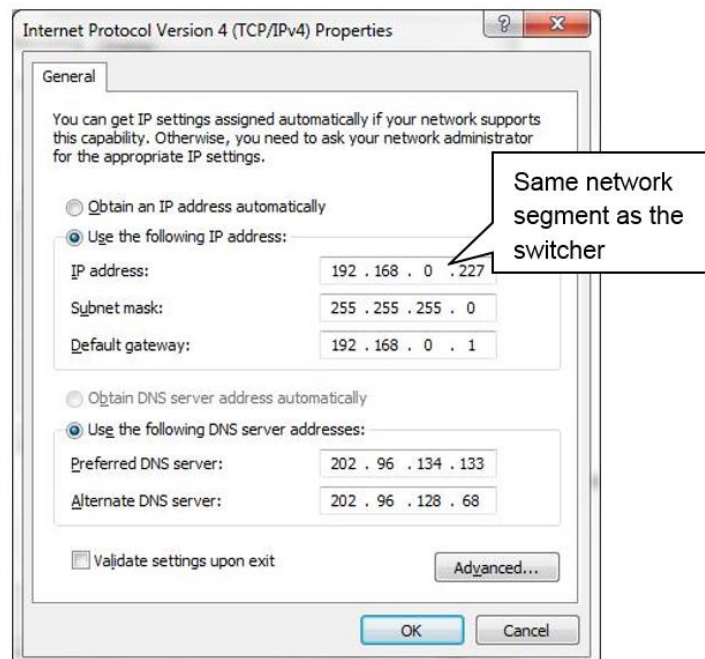 Internet Protocol Version 4 (TCP/IPv4) Properties
General
You can get IP settings assigned automatically if your network supports
this capability. Otherwise, you need to ask your network administrator
for the appropriate IP settings.
Obtain an IP address automatically
Use the following IP address:
IP address: 192 . 168 . 0 . 227
Subnet mask: 255 . 255 . 255 . 0
Default gateway: 192 . 168 . 0 . 1
Same network
segment as the
switcher
Obtain DNS server address automatically
Use the following DNS server addresses:
Preferred DNS server: 202 . 96 . 134 . 133
Alternate DNS server: 202 . 96 . 128 . 68
Validate settings upon exit
Advanced...
OK
Cancel